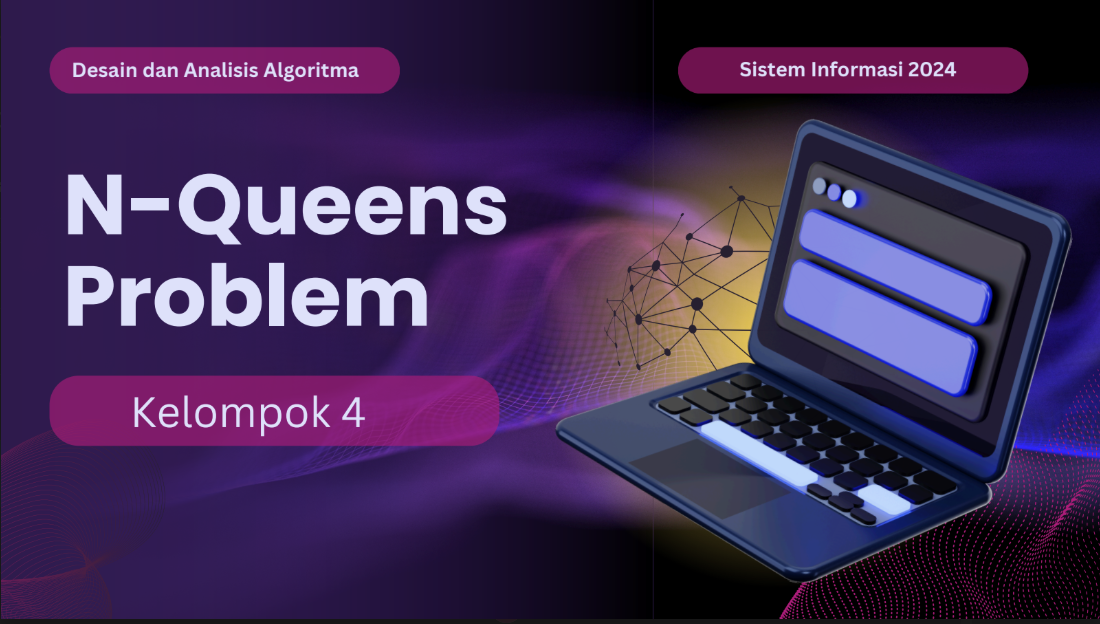 Desain dan Analisis Algoritma
Sistem Informasi 2024
N-Queens
Problem
Kelompok 4